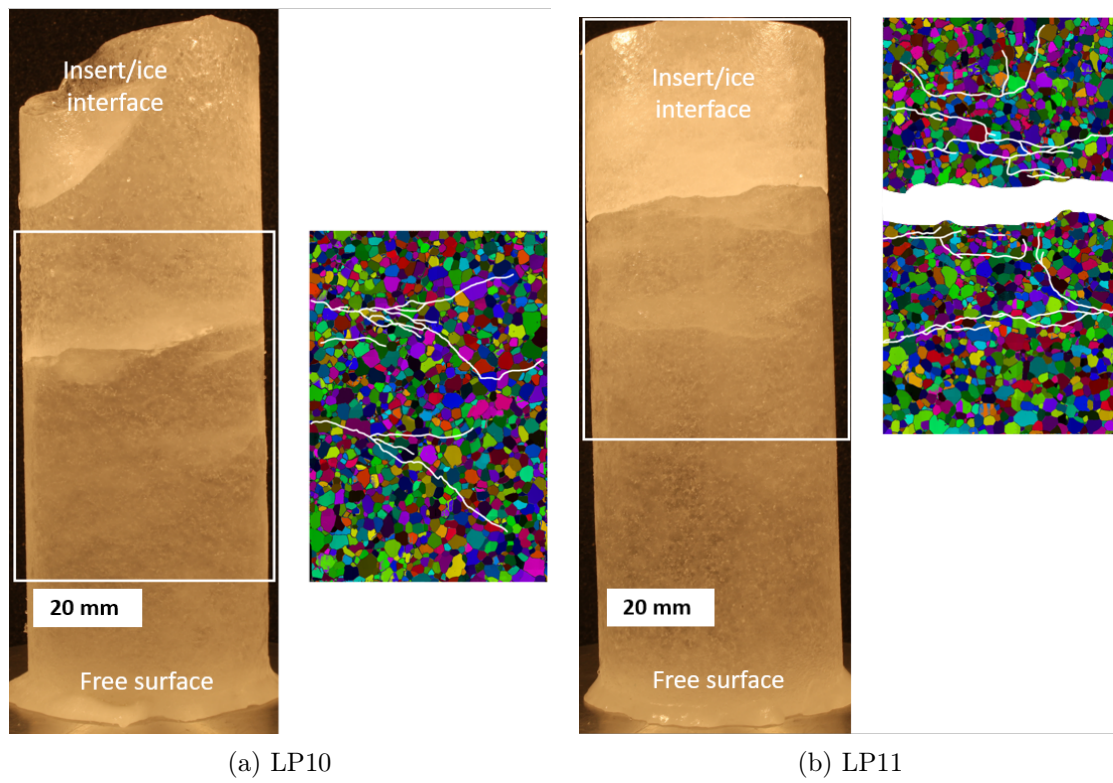 Insert/ice
interface
20 mm
Free surface
(a) LP10
Insert/ice
interface
20 mm
Free surface
(b) LP11